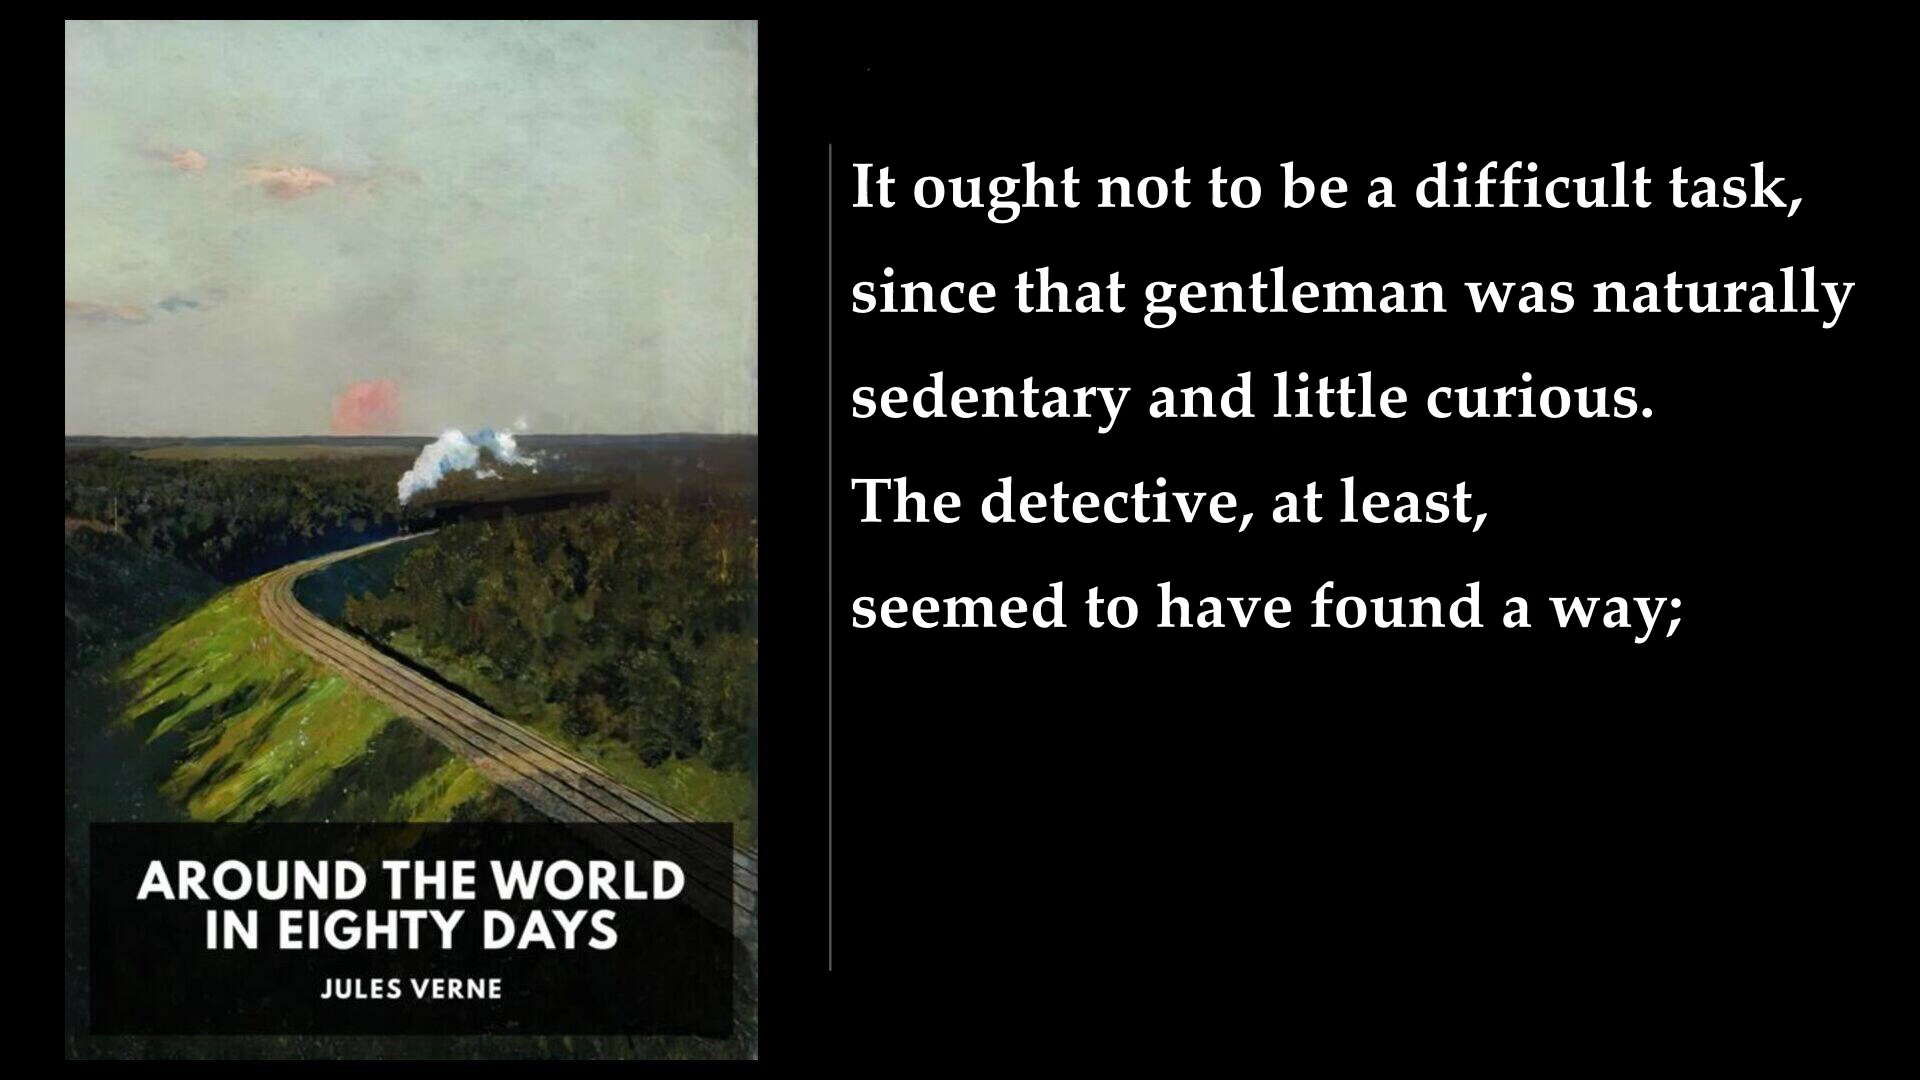 AROUND THE WORLD
IN EIGHTY DAYS
JULES VERNE
It ought not to be a difficult task,
since that gentleman was naturally
sedentary and little curious.
The detective, at least,
seemed to have found a way;